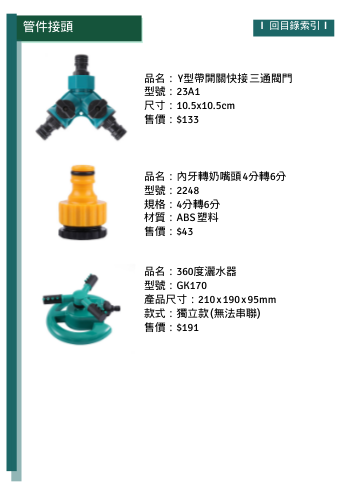 管件接頭
I 回目錄索引 I
品名：Y型帶開關快接三通閥門
型號：23A1
尺寸：10.5x10.5cm
售價：$133
品名：內牙轉奶嘴頭4分轉6分
型號：2248
規格：4分轉6分
材質：ABS塑料
售價：$43
品名：360度灑水器
型號：GK170
產品尺寸：210x190x95mm
款式：獨立款(無法串聯)
售價：$191